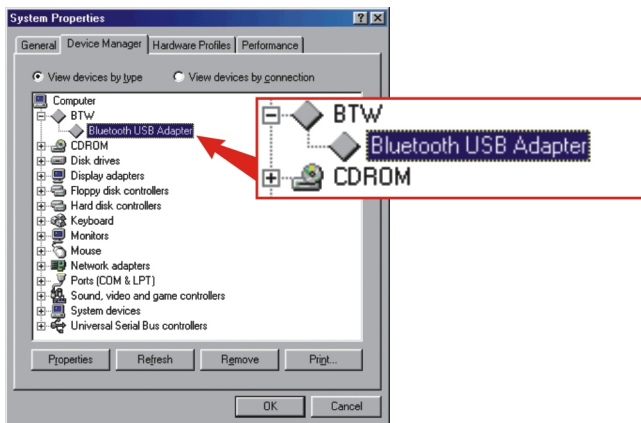 System Properties
General Device Manager Hardware Profiles Performance
View devices by type View devices by connection
Computer
BTW
Bluetooth USB Adapter
CDROM
Disk drives
Display adapters
Floppy disk controllers
Hard disk controllers
Keyboard
Monitors
Mouse
Network adapters
Ports (COM & LPT)
Sound, video and game controllers
System devices
Universal Serial Bus controllers
BTW
Bluetooth USB Adapter
CDROM
Properties Refresh Remove Print...
OK Cancel